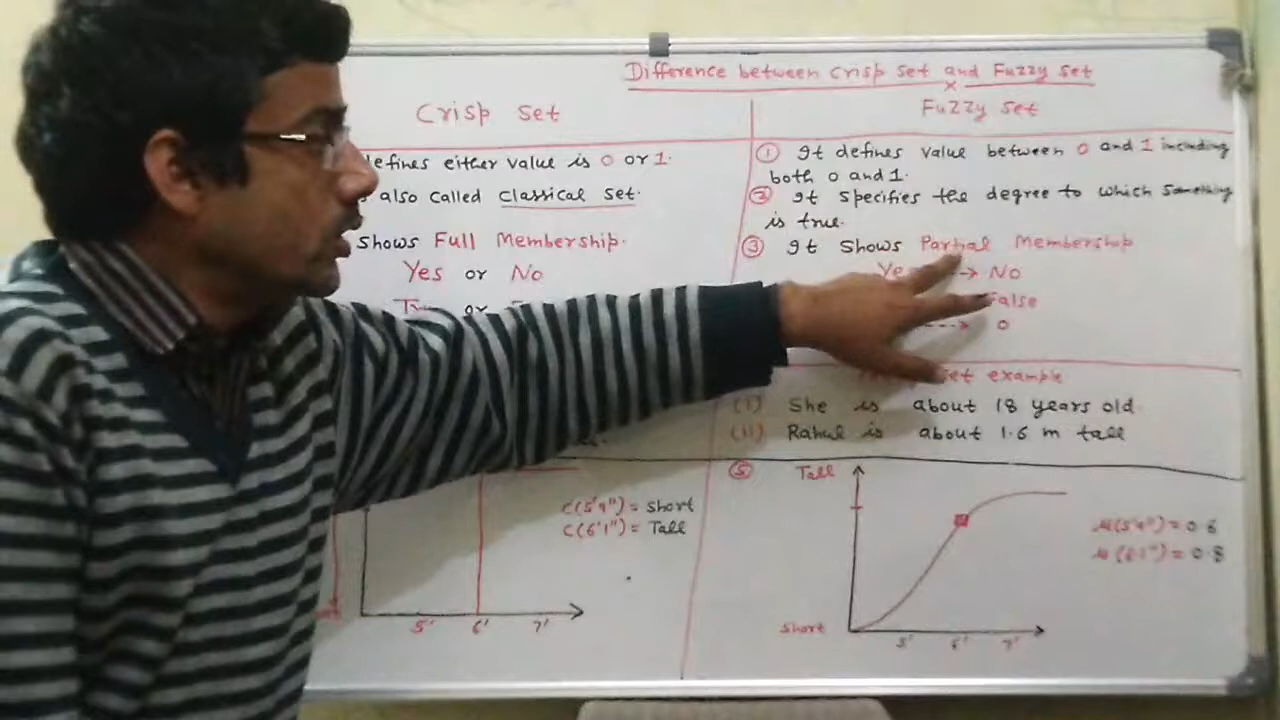 Difference between Crisp Set and Fuzzy Set
Crisp Set
defines either value is 0 or 1.
also called Classical Set.
Shows Full Membership.
Yes or No
or
C(5'9") = Short
C(6'1") = Tall
5' 6' 7'
Fuzzy Set
① It defines value between 0 and 1 including
both 0 and 1.
② It specifies the degree to which something
is true.
③ It shows Partial Membership
→ No
False
0
Set example
(i) She is about 18 years old.
(ii) Rahul is about 1.6 m tall
⑤ Tall
μ(5'9") = 0.6
μ(6'1") = 0.8
Short
5' 6' 7'